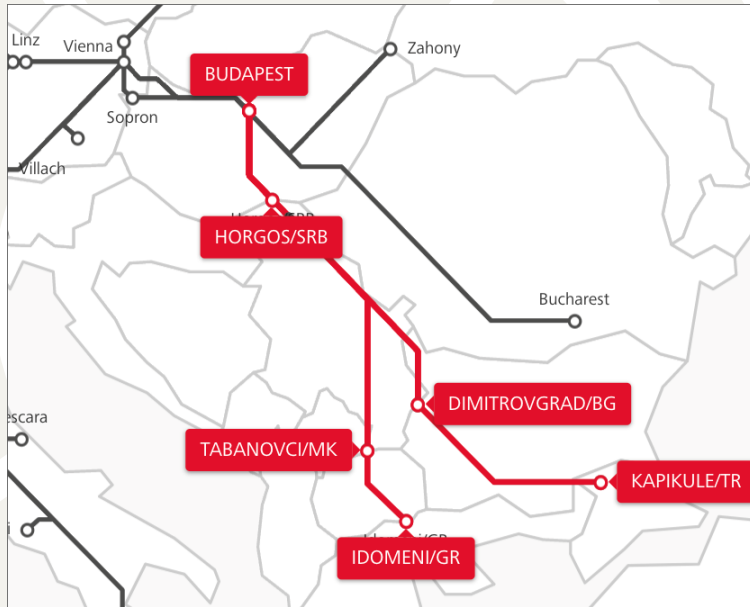 Linz
Vienna
Zahony
BUDAPEST
Sopron
Villach
HORGOS/SRB
Bucharest
DIMITROVGRAD/BG
escara
TABANOVCI/MK
KAPIKULE/TR
i
IDOMENI/GR